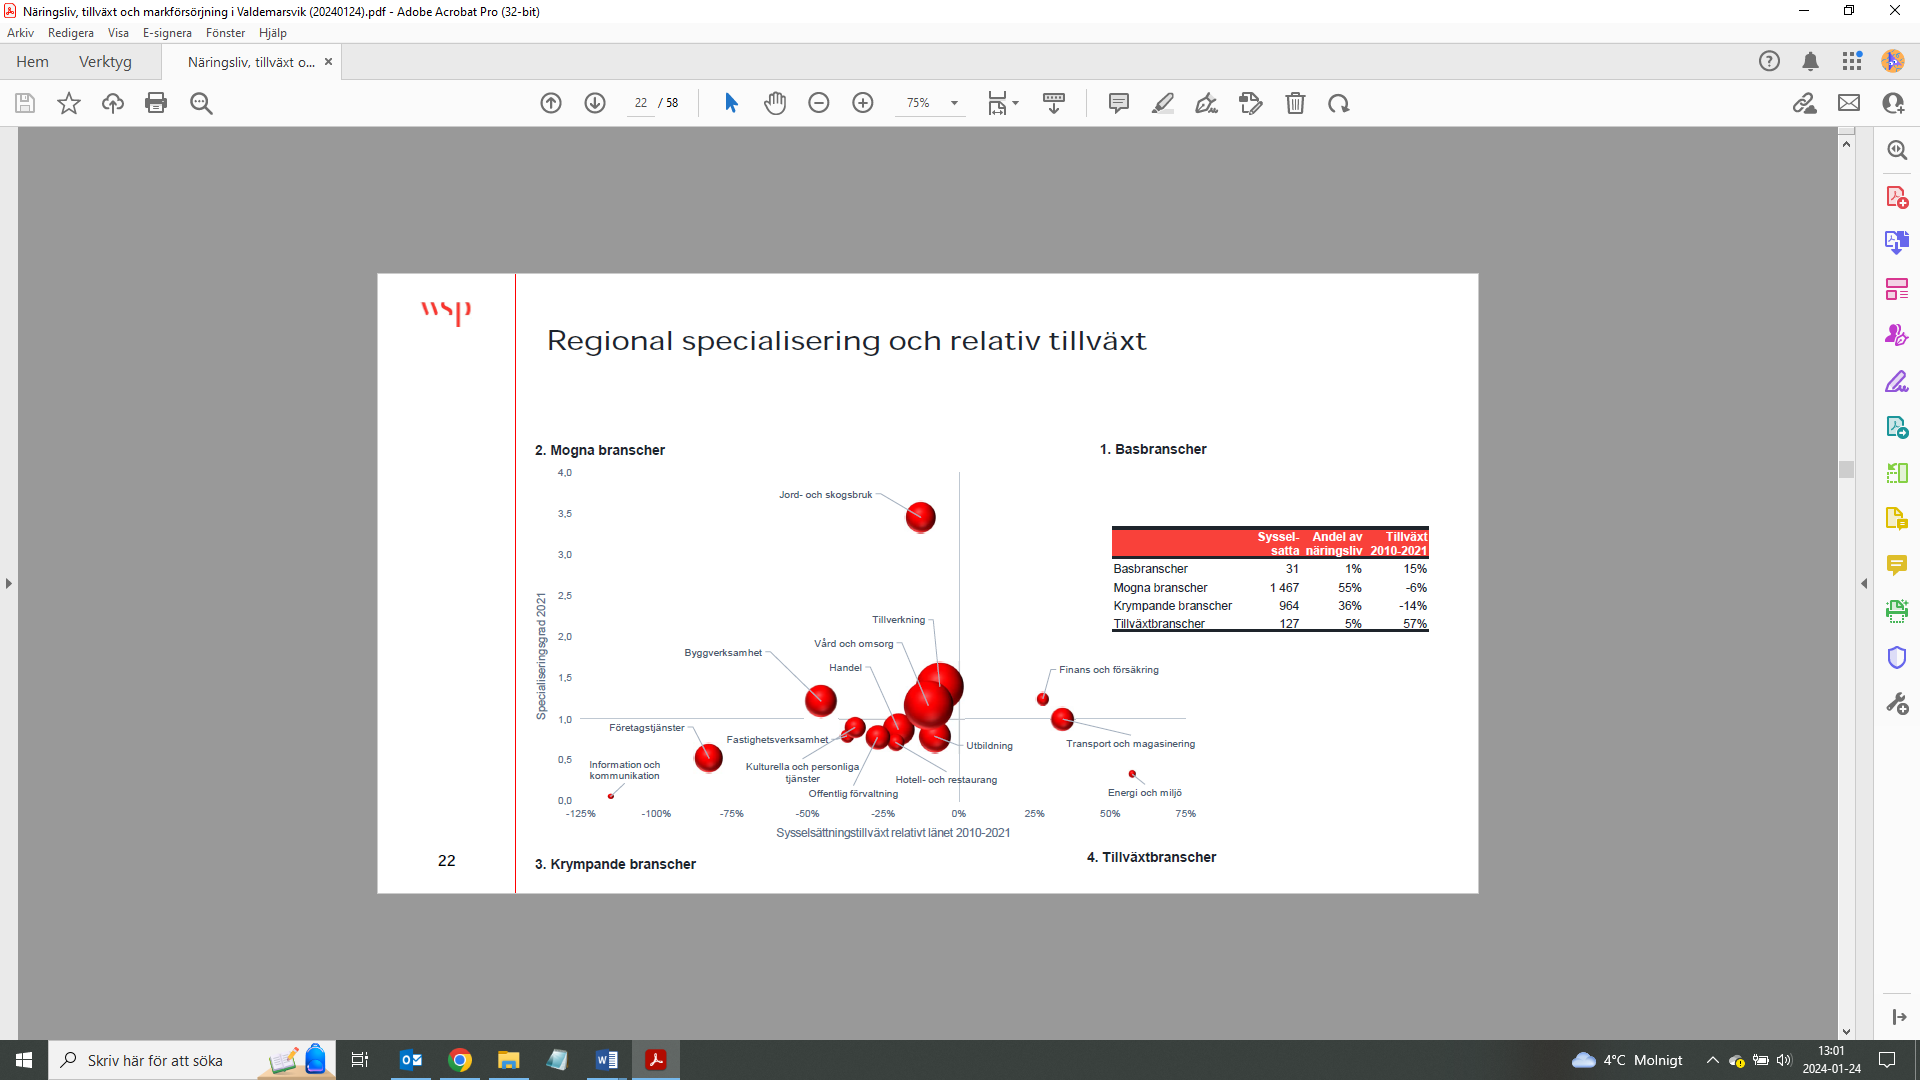 Näringsliv, tillväxt och markförsörjning i Valdemarsvik (20240124).pdf - Adobe Acrobat Pro (32-bit)
Arkiv Redigera Visa E-signera Fönster Hjälp
Hem Verktyg Näringsliv, tillväxt o... ×
22 / 58 75%
wsp
Regional specialisering och relativ tillväxt
2. Mogna branscher
1. Basbranscher
4,0
3,5
3,0
2,5
2,0
1,5
1,0
0,5
0,0
Specialiseringsgrad 2021
Jord- och skogsbruk
Tillverkning
Vård och omsorg
Byggverksamhet
Handel
Finans och försäkring
Företagstjänster
Fastighetsverksamhet
Utbildning
Transport och magasinering
Information och
kommunikation
Kulturella och personliga
tjänster
Hotell- och restaurang
Offentlig förvaltning
Energi och miljö
-125% -100% -75% -50% -25% 0% 25% 50% 75%
Sysselsättningstillväxt relativt länet 2010-2021
Syssel- Andel av Tillväxt
satta näringsliv 2010-2021
Basbranscher 31 1% 15%
Mogna branscher 1 467 55% -6%
Krympande branscher 964 36% -14%
Tillväxtbranscher 127 5% 57%
22
3. Krympande branscher
4. Tillväxtbranscher
Skriv här för att söka
4°C Molnigt
13:01
2024-01-24